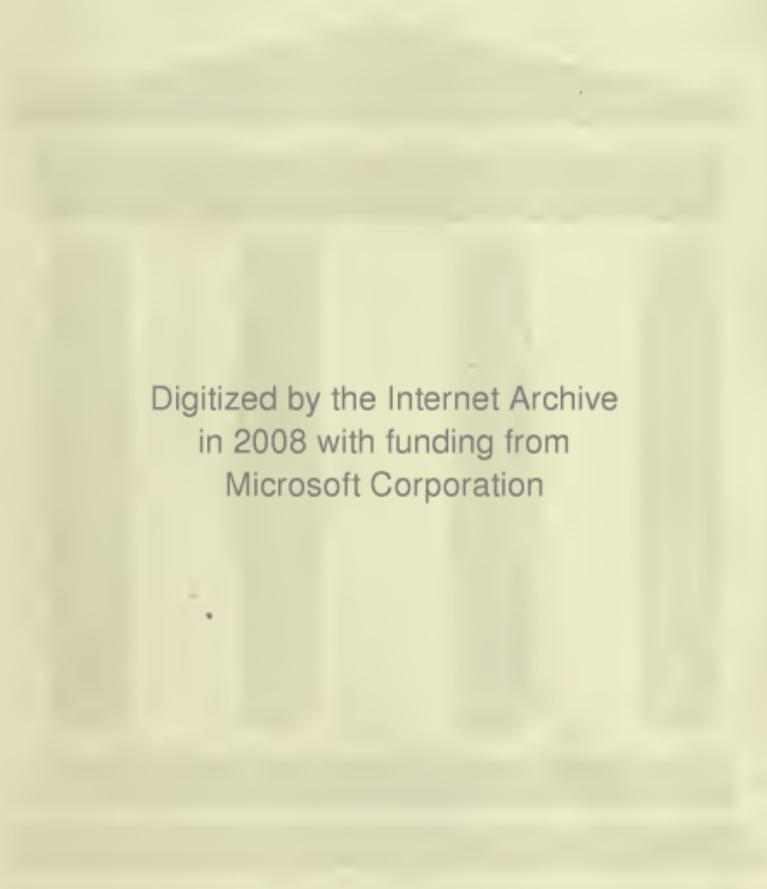 Digitized by the Internet Archive
in 2008 with funding from
Microsoft Corporation